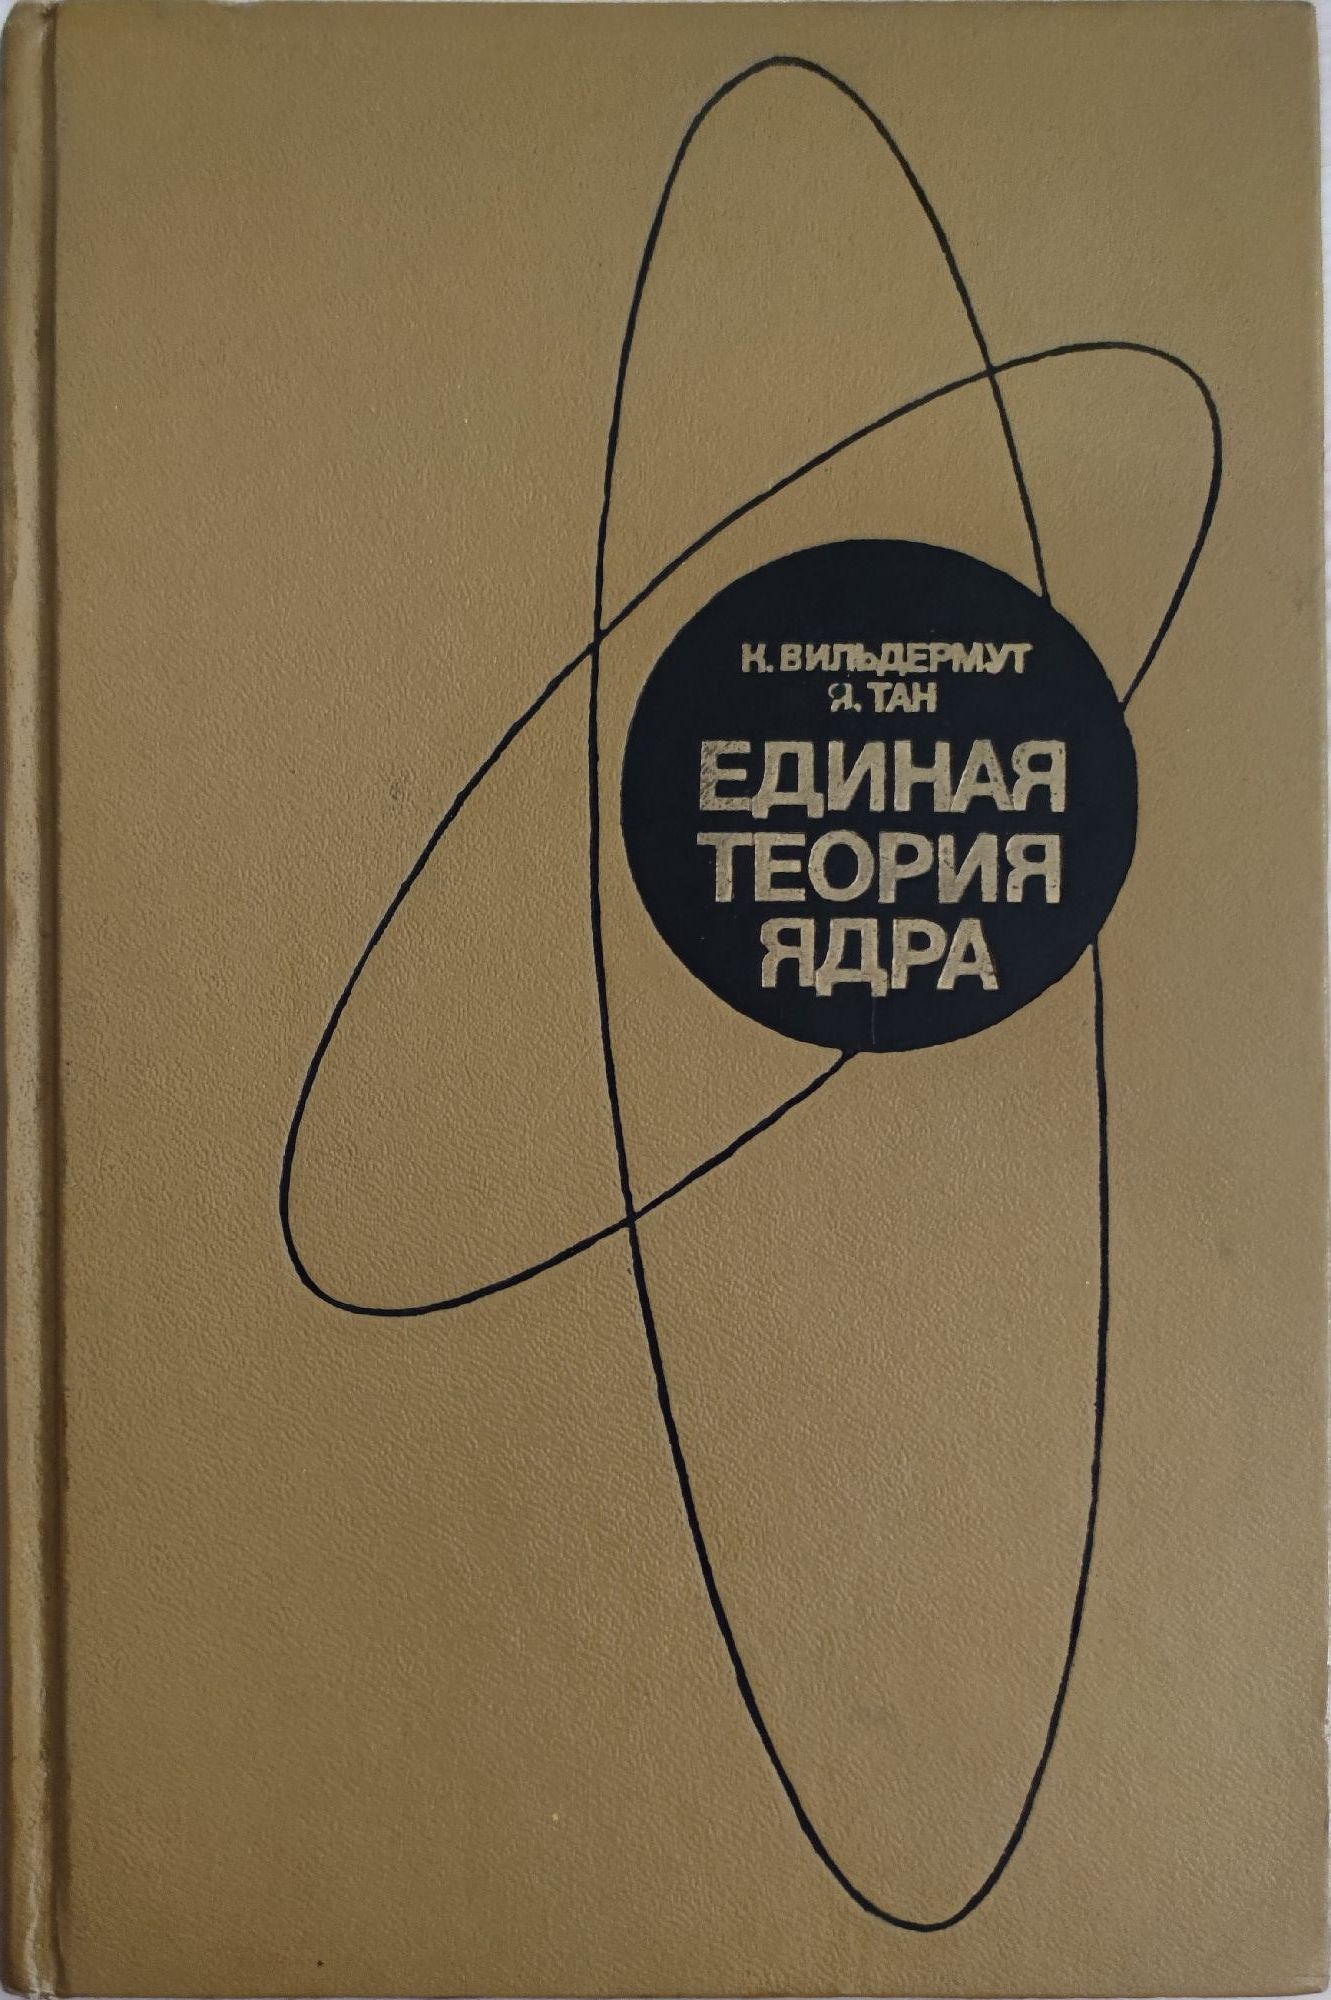 К. ВИЛЬДЕРМУТ
Я. ТАН
ЕДИНАЯ
ТЕОРИЯ
ЯДРА